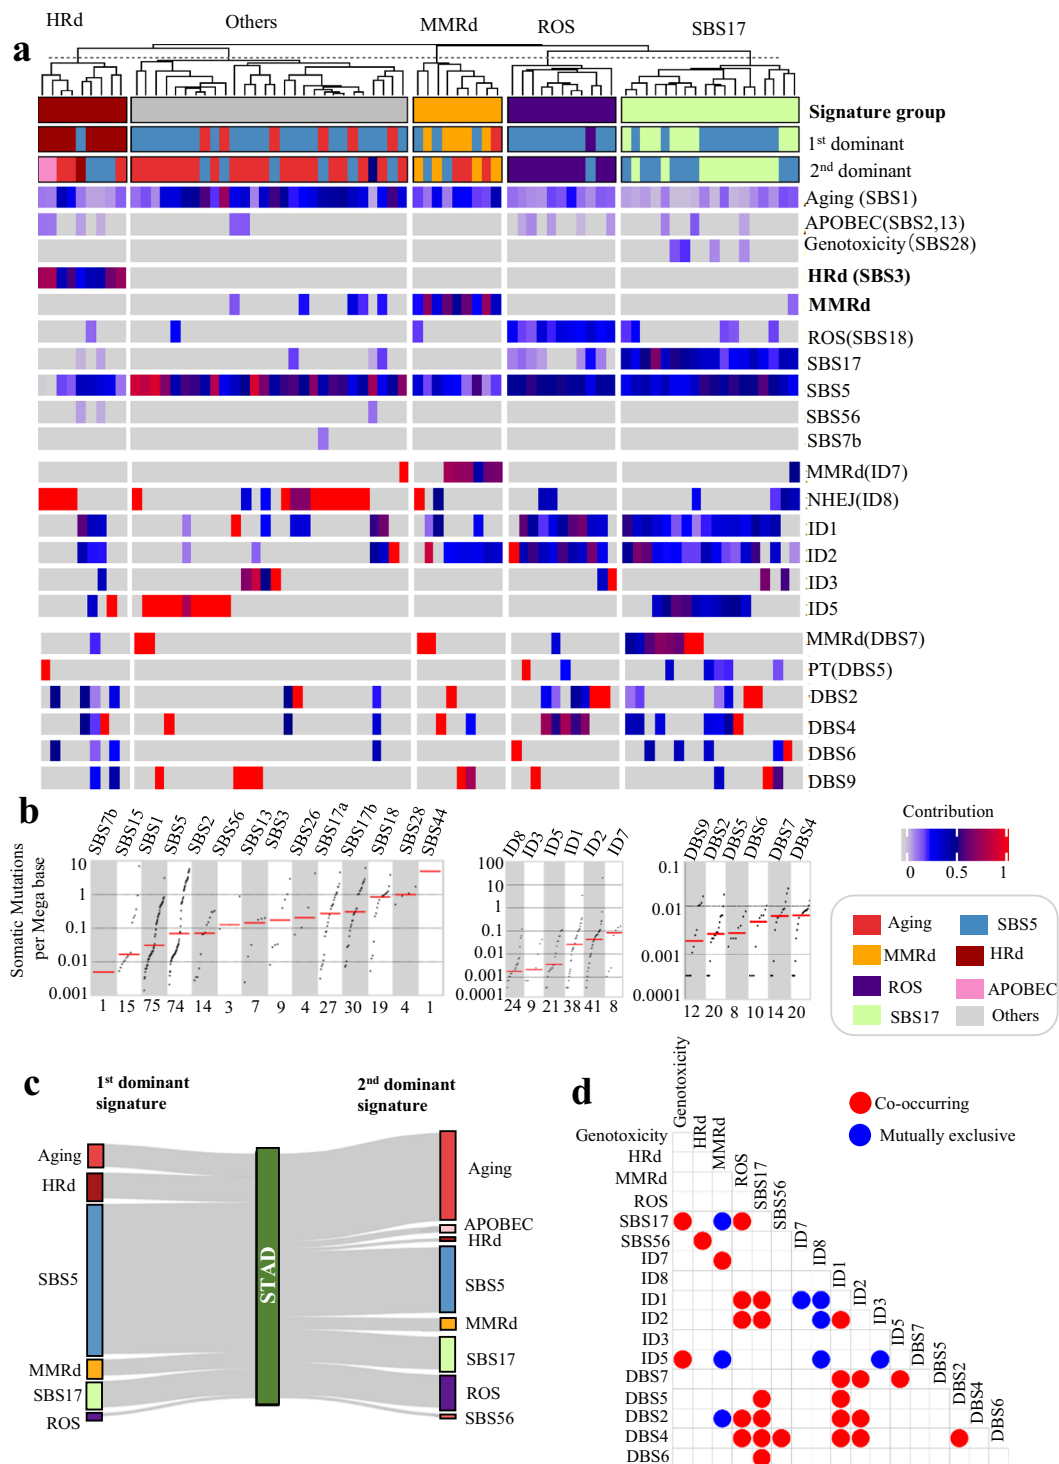 a
HRd
Others
MMRd
ROS
SBS17
Signature group
1st dominant
2nd dominant
Aging (SBS1)
APOBEC(SBS2,13)
Genotoxicity(SBS28)
HRd (SBS3)
MMRd
ROS(SBS18)
SBS17
SBS5
SBS56
SBS7b
MMRd(ID7)
NHEJ(ID8)
ID1
ID2
ID3
ID5
MMRd(DBS7)
PT(DBS5)
DBS2
DBS4
DBS6
DBS9
b
SBS7b SBS15 SBS1 SBS5 SBS2 SBS56 SBS13 SBS3 SBS26 SBS17a SBS17b SBS18 SBS28 SBS44
Somatic Mutations per Mega base
10
1
0.1
0.01
0.001
1 15 75 74 14 3 7 9 4 27 30 19 4 1
ID8 ID3 ID5 ID1 ID2 ID7
100
10
1
0.1
0.01
0.001
0.0001
24 9 21 38 41 8
DBS9 DBS2 DBS5 DBS6 DBS7 DBS4
0.1
0.01
0.001
0.0001
12 20 8 10 14 20
Contribution
0 0.5 1
Aging
SBS5
MMRd
HRd
ROS
APOBEC
SBS17
Others
c
1st dominant signature
2nd dominant signature
Aging
HRd
SBS5
MMRd
SBS17
ROS
STAD
Aging
APOBEC
HRd
SBS5
MMRd
SBS17
ROS
SBS56
d
Co-occurring
Mutually exclusive
Genotoxicity
HRd
MMRd
ROS
SBS17
SBS56
ID7
ID8
ID1
ID2
ID3
ID5
DBS7
DBS5
DBS2
DBS4
DBS6
Genotoxicity
HRd
MMRd
ROS
SBS17
SBS56
ID7
ID8
ID1
ID2
ID3
ID5
DBS7
DBS5
DBS2
DBS4
DBS6